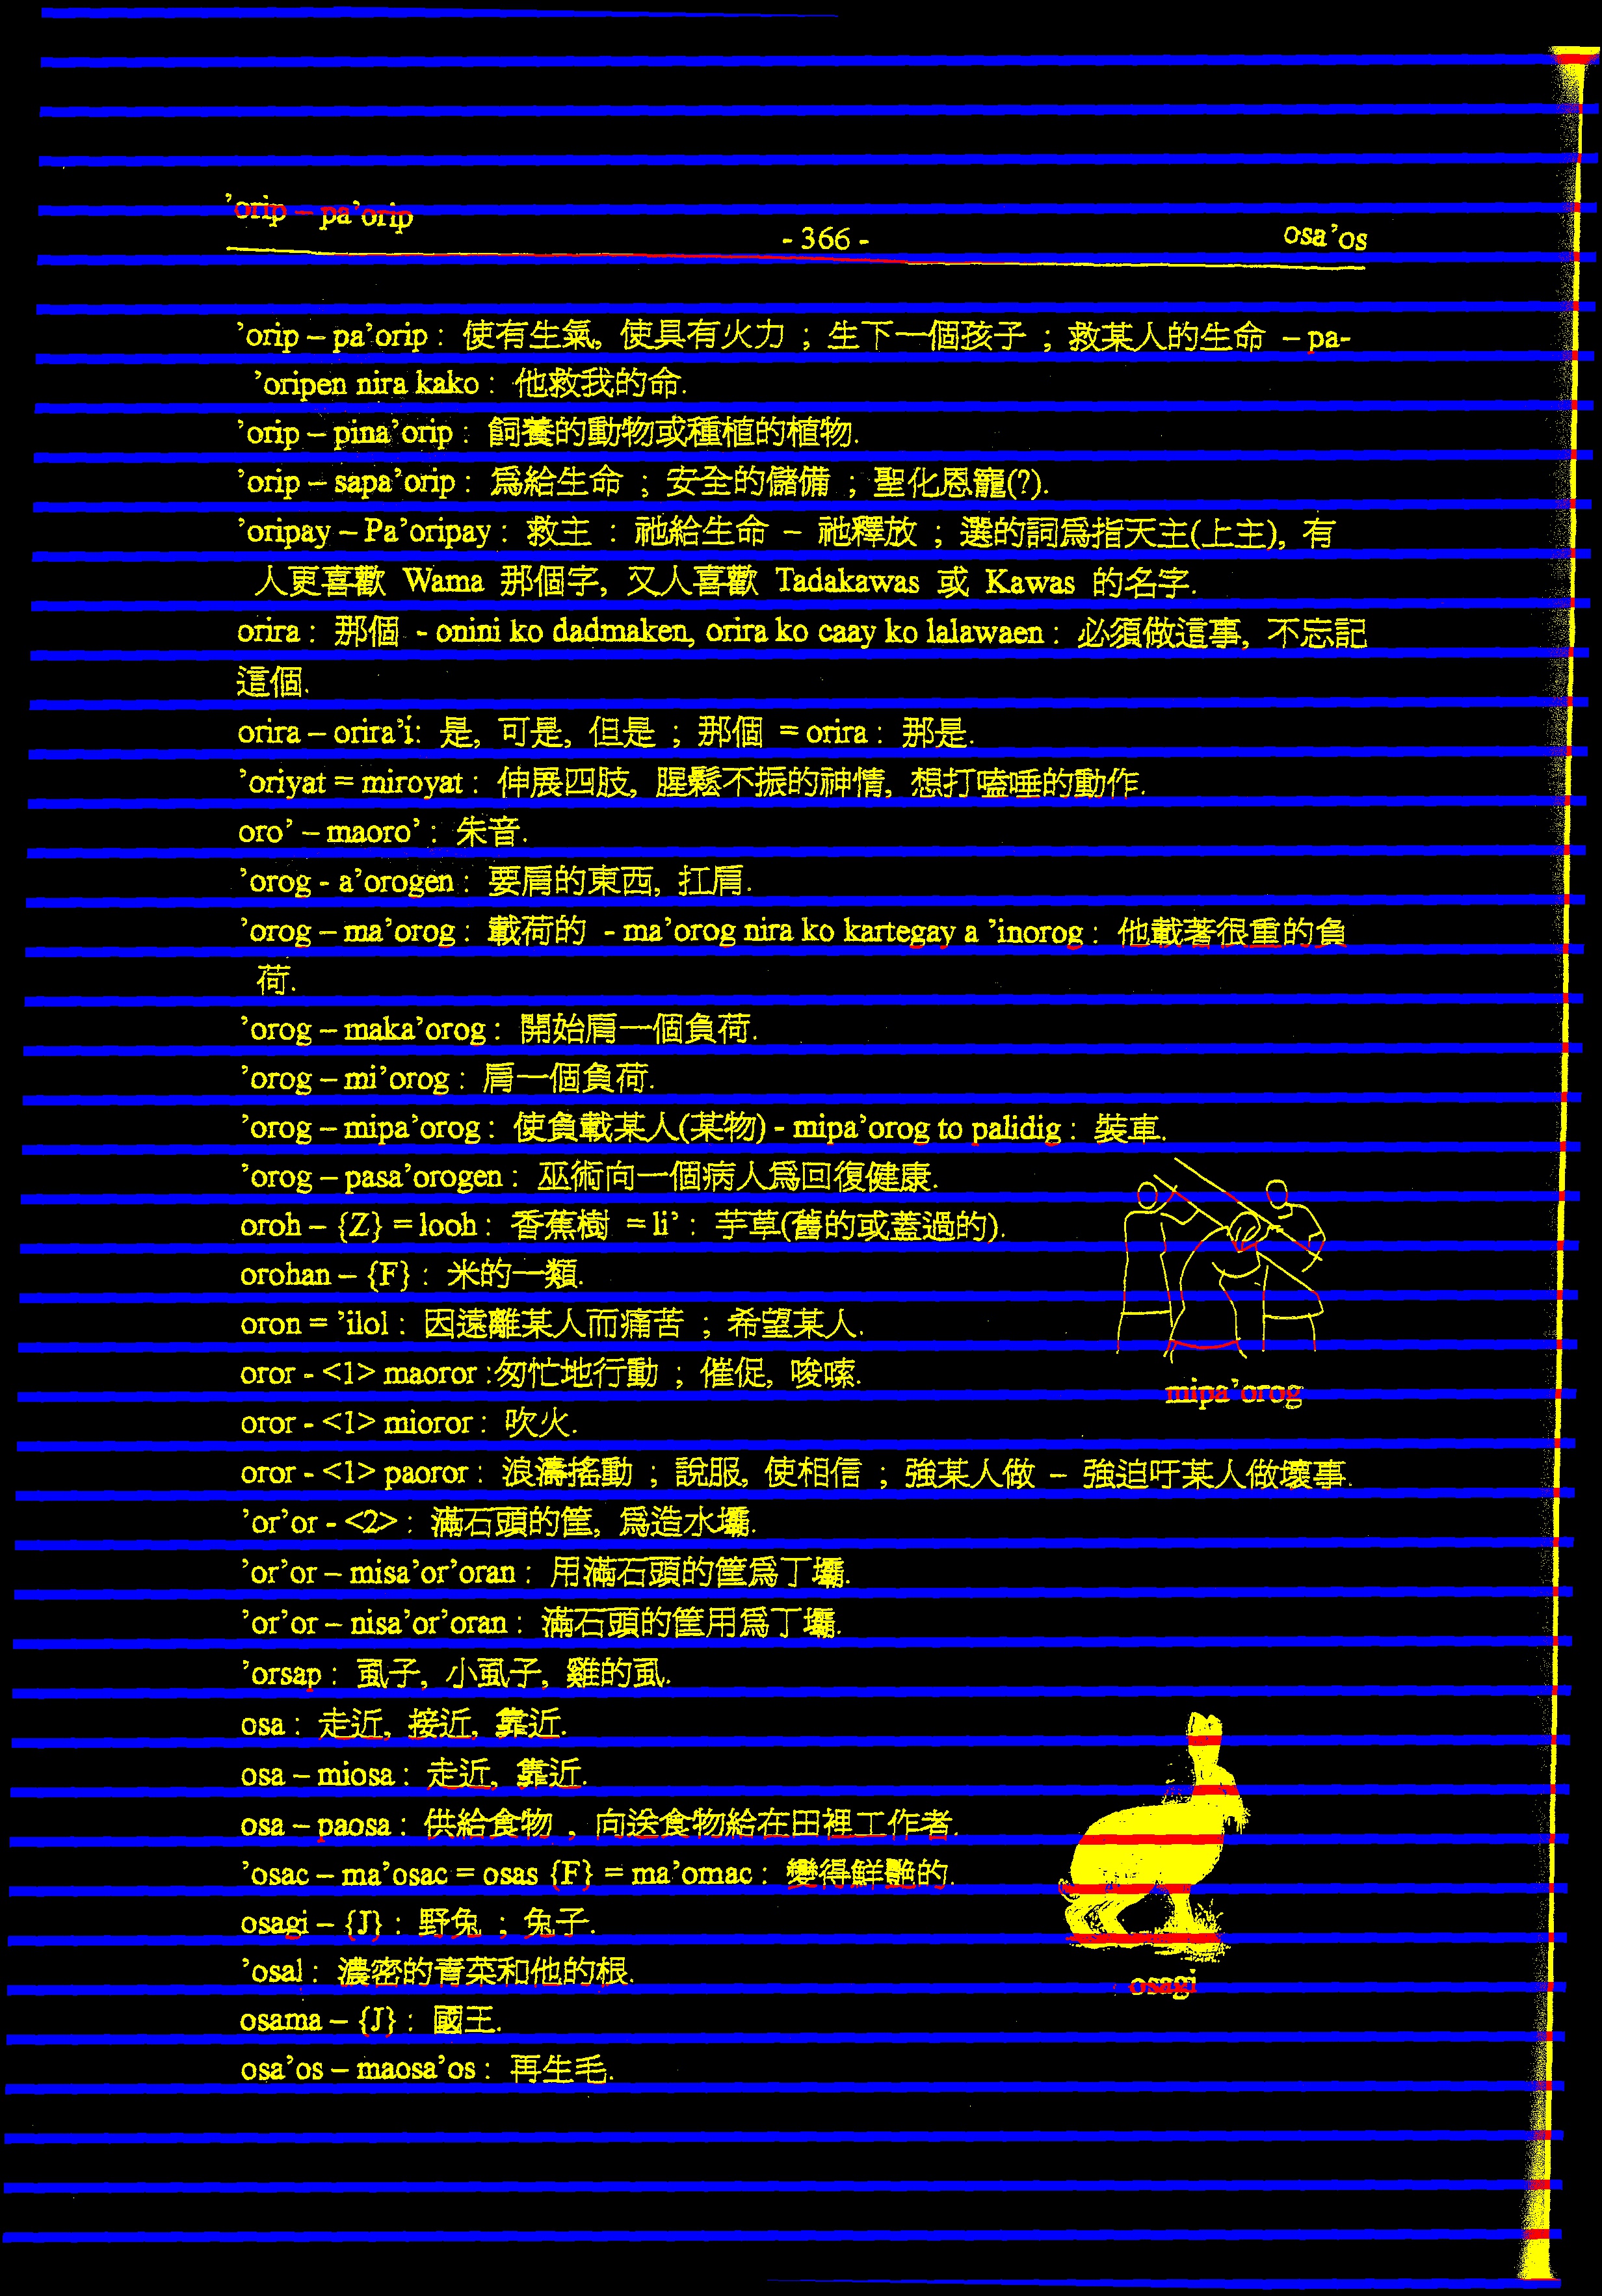 ’orip – pa’orip
- 366 -
osa’os
’orip – pa’orip : 使有生氣, 使具有火力 ; 生下一個孩子 ; 救某人的生命 – pa-
’oripen nira kako : 他救我的命.
’orip – pina’orip : 飼養的動物或種植的植物.
’orip – sapa’orip : 爲給生命 ; 安全的儲備 ; 聖化恩寵(?).
’oripay – Pa’oripay : 救主 : 祂給生命 – 祂釋放 ; 選的詞爲指天主(上主), 有
人更喜歡 Wama 那個字, 又人喜歡 Tadakawas 或 Kawas 的名字.
orira : 那個 - onini ko dadmaken, orira ko caay ko lalawaen : 必須做這事, 不忘記
這個.
orira – orira’i: 是, 可是, 但是 ; 那個 = orira : 那是.
’oriyat = miroyat : 伸展四肢, 腥鬆不振的神情, 想打嗑唾的動作.
oro’ – maoro’ : 朱音.
’orog - a’orogen : 要肩的東西, 扛肩.
’orog – ma’orog : 載荷的 - ma’orog nira ko kartegay a ’inorog : 他載著很重的負
荷.
’orog – maka’orog : 開始肩一個負荷.
’orog – mi’orog : 肩一個負荷.
’orog – mipa’orog : 使負載某人(某物) - mipa’orog to palidig : 裝車.
’orog – pasa’orogen : 巫術向一個病人爲回復健康.
oroh – {Z} = looh : 香蕉樹 = li’ : 芋草(舊的或蓋過的).
orohan – {F} : 米的一類.
oron = ’ilol : 因遠離某人而痛苦 ; 希望某人.
oror - <1> maoror :匆忙地行動 ; 催促, 唆嗦.
mipa’orog
oror - <1> mioror : 吹火.
oror - <1> paoror : 浪濤搖動 ; 說服, 使相信 ; 強某人做 – 強迫吁某人做壞事.
’or’or - <2> : 滿石頭的筐, 爲造水壩.
’or’or – misa’or’oran : 用滿石頭的筐爲丁壩.
’or’or – nisa’or’oran : 滿石頭的筐用爲丁壩.
’orsap : 虱子, 小虱子, 雞的虱.
osa : 走近, 接近, 靠近.
osa – miosa : 走近, 靠近.
osa – paosa : 供給食物 , 向送食物給在田裡工作者.
’osac – ma’osac = osas {F} = ma’omac : 變得鮮艷的.
osagi – {J} : 野兔 ; 兔子.
’osal : 濃密的青菜和他的根.
osagi
osama – {J} : 國王.
osa’os – maosa’os : 再生毛.